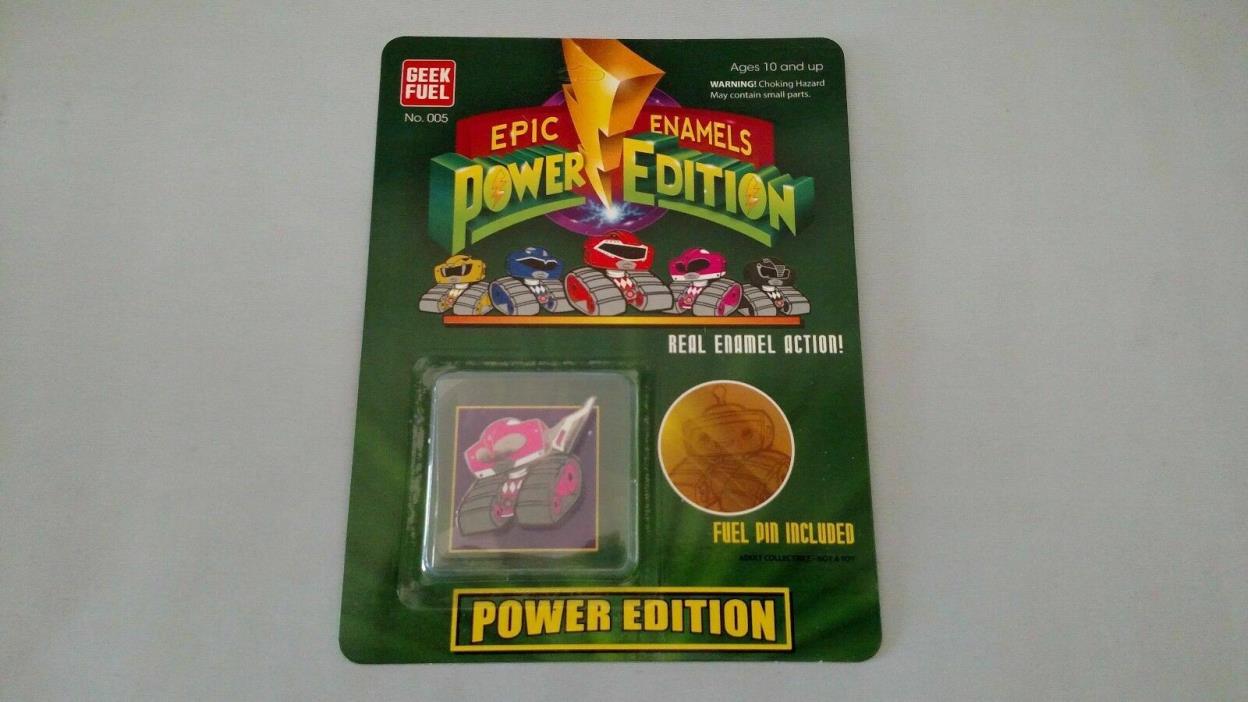 GEEK
FUEL
No. 005
Ages 10 and up
WARNING! Choking Hazard
May contain small parts.
EPIC ENAMELS
POWER EDITION
REAL ENAMEL ACTION!
FUEL PIN INCLUDED
ADULT COLLECTIBLE - NOT A TOY
POWER EDITION